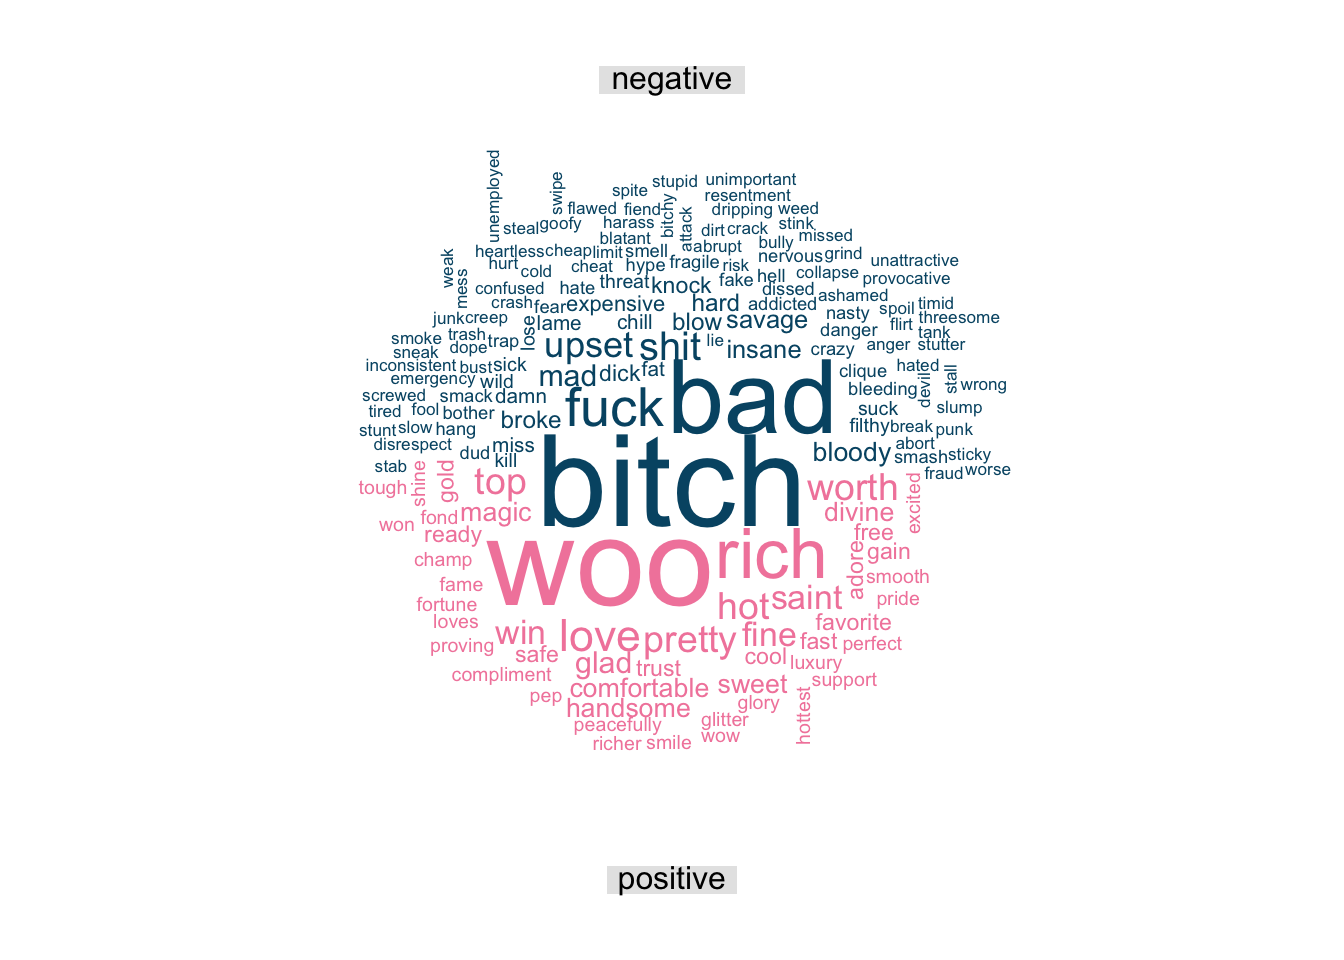 negative
unemployed
swipe
spite
stupid
unimportant
resentment
steal
goofy
flawed
fiend
harass
bitchy
attack
dripping
weed
stink
blatant
dirt
crack
missed
weak
mess
heartless
cheap
limit
smell
abrupt
bully
nervous
grind
hurt
cold
cheat
hype
fragile
risk
hell
collapse
unattractive
provocative
confused
hate
threat
knock
fake
dissed
ashamed
crash
fear
expensive
hard
addicted
nasty
spoil
timid
junk
creep
lose
lame
chill
blow
savage
danger
flirt
threesome
tank
smoke
trash
trap
upset
shit
lie
insane
crazy
anger
stutter
sneak
dope
inconsistent
bust
sick
mad
dick
fat
bad
clique
hated
devil
stall
wrong
emergency
wild
screwed
smack
damn
fuck
bleeding
suck
slump
tired
fool
bother
broke
filthy
break
punk
stunt
slow
hang
disrespect
dud
miss
bitch
bloody
abort
smash
sticky
stab
kill
fraud
worse
tough
shine
gold
top
worth
excited
won
fond
magic
divine
ready
woo
rich
free
champ
adore
gain
fame
smooth
fortune
hot
saint
pride
loves
win
love
pretty
fine
favorite
proving
safe
fast
perfect
compliment
glad
trust
cool
luxury
support
pep
comfortable
sweet
handsome
glory
hottest
peacefully
glitter
richer
smile
wow
positive